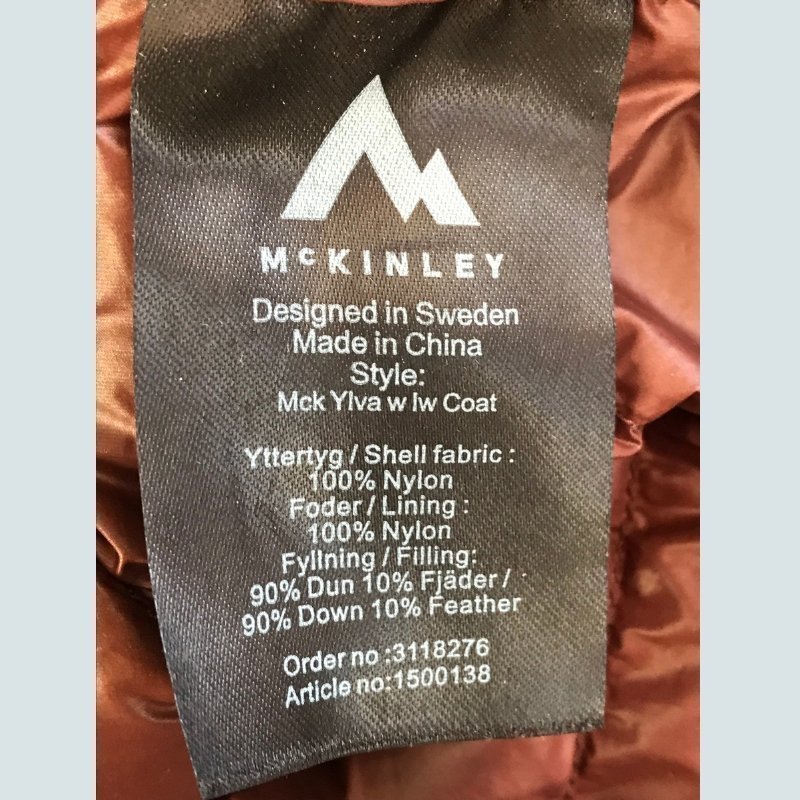 McKINLEY
Designed in Sweden
Made in China
Style:
Mck Ylva w lw Coat
Yttertyg / Shell fabric :
100% Nylon
Foder / Lining :
100% Nylon
Fyllning / Filling:
90% Dun 10% Fjäder /
90% Down 10% Feather
Order no :3118276
Article no:1500138